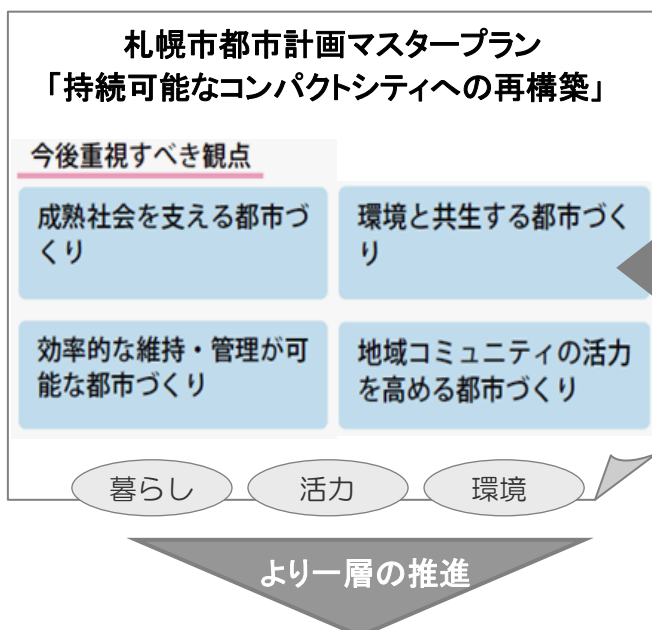 札幌市都市計画マスタープラン
「持続可能なコンパクトシティへの再構築」
今後重視すべき観点
成熟社会を支える都市づ
くり
環境と共生する都市づく
り
効率的な維持・管理が可
能な都市づくり
地域コミュニティの活力
を高める都市づくり
暮らし
活力
環境
より一層の推進